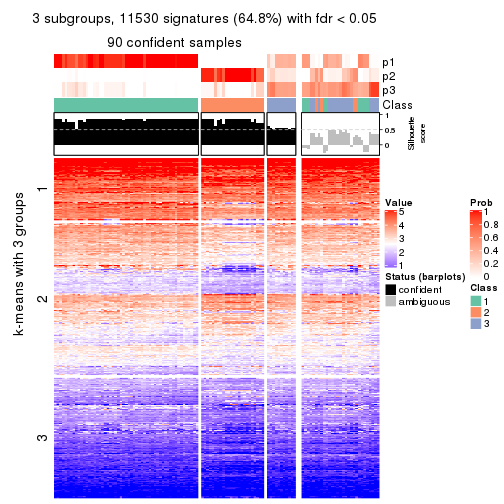 3 subgroups, 11530 signatures (64.8%) with fdr < 0.05
90 confident samples
p1
p2
p3
Class
1
0.5
0
Silhouette
score
k-means with 3 groups
1
2
3
Value
5
4
3
2
1
Status (barplots)
confident
ambiguous
Prob
1
0.8
0.6
0.4
0.2
0
Class
1
2
3